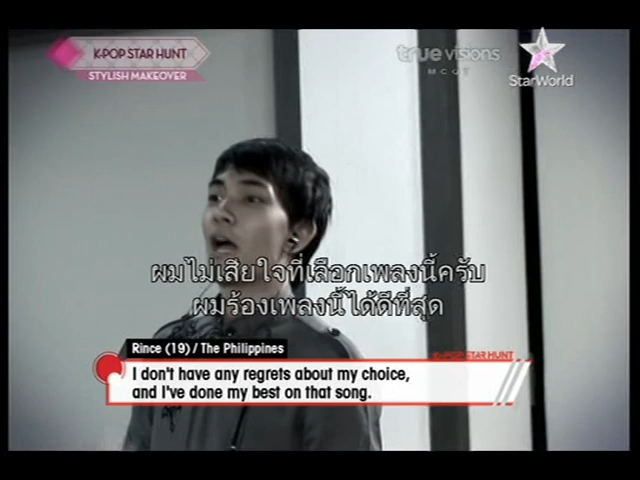 K-POP STAR HUNT
STYLISH MAKEOVER
true visions
MCOT
StarWorld
ผมไม่เสียใจที่เลือกเพลงนี้ครับ
ผมร้องเพลงนี้ได้ดีที่สุด
Rince (19) / The Philippines
K-POP STAR HUNT
I don't have any regrets about my choice,
and I've done my best on that song.